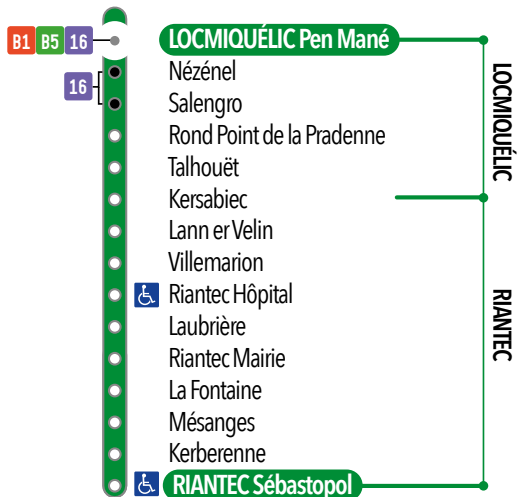 B1 B5 16 LOCMIQUÉLIC Pen Mané
Nézénel
16
Salengro
Rond Point de la Pradenne
Talhouët
Kersabiec
Lann er Velin
Villemarion
Riantec Hôpital
Laubrière
Riantec Mairie
La Fontaine
Mésanges
Kerberenne
RIANTEC Sébastopol
LOCMIQUÉLIC
RIANTEC